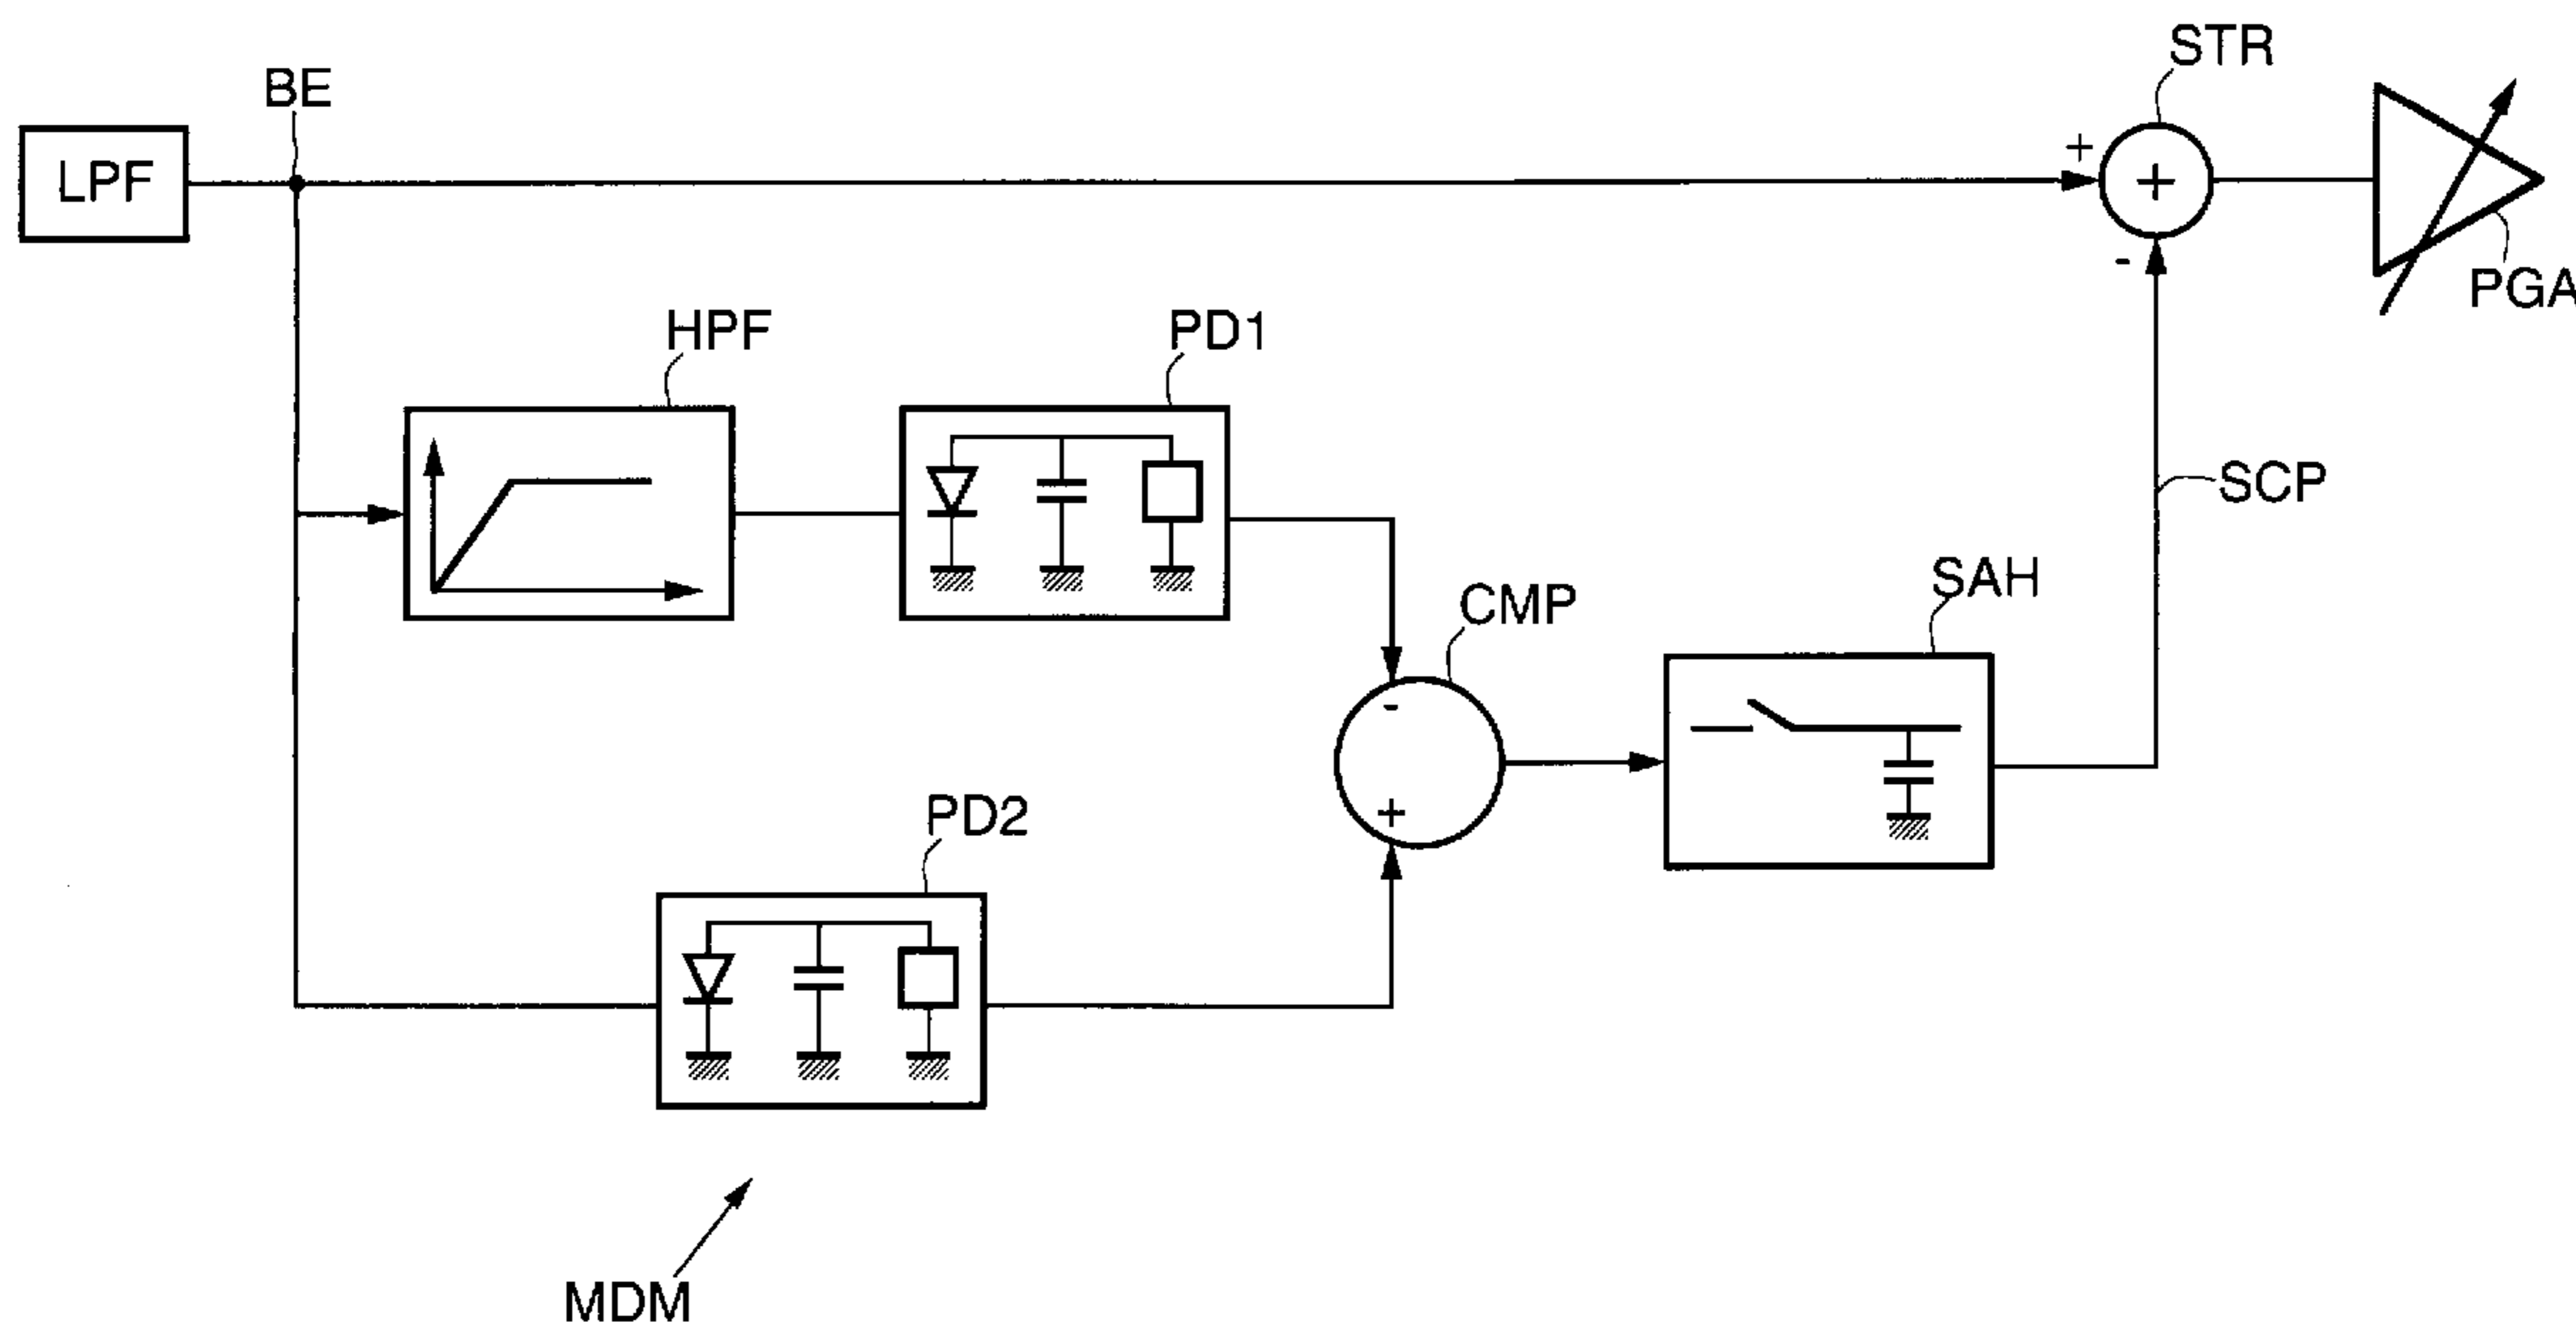 STR
BE
LPF
+
+
-
PGA
HPF
PD1
SCP
SAH
CMP
-
+
PD2
MDM